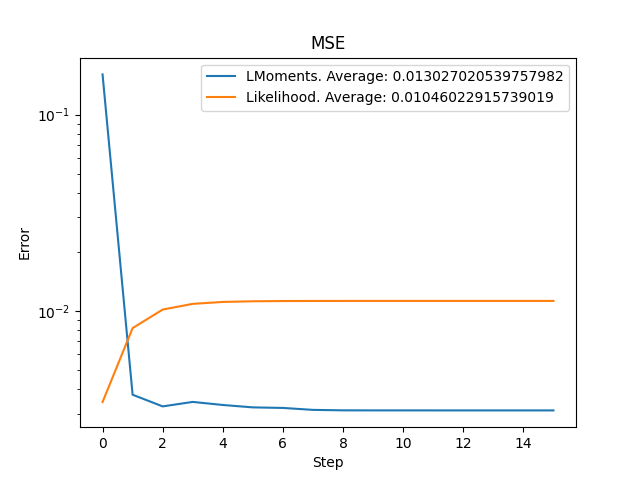 MSE
LMoments. Average: 0.013027020539757982
Likelihood. Average: 0.01046022915739019
10⁻¹
10⁻²
Error
0 2 4 6 8 10 12 14
Step